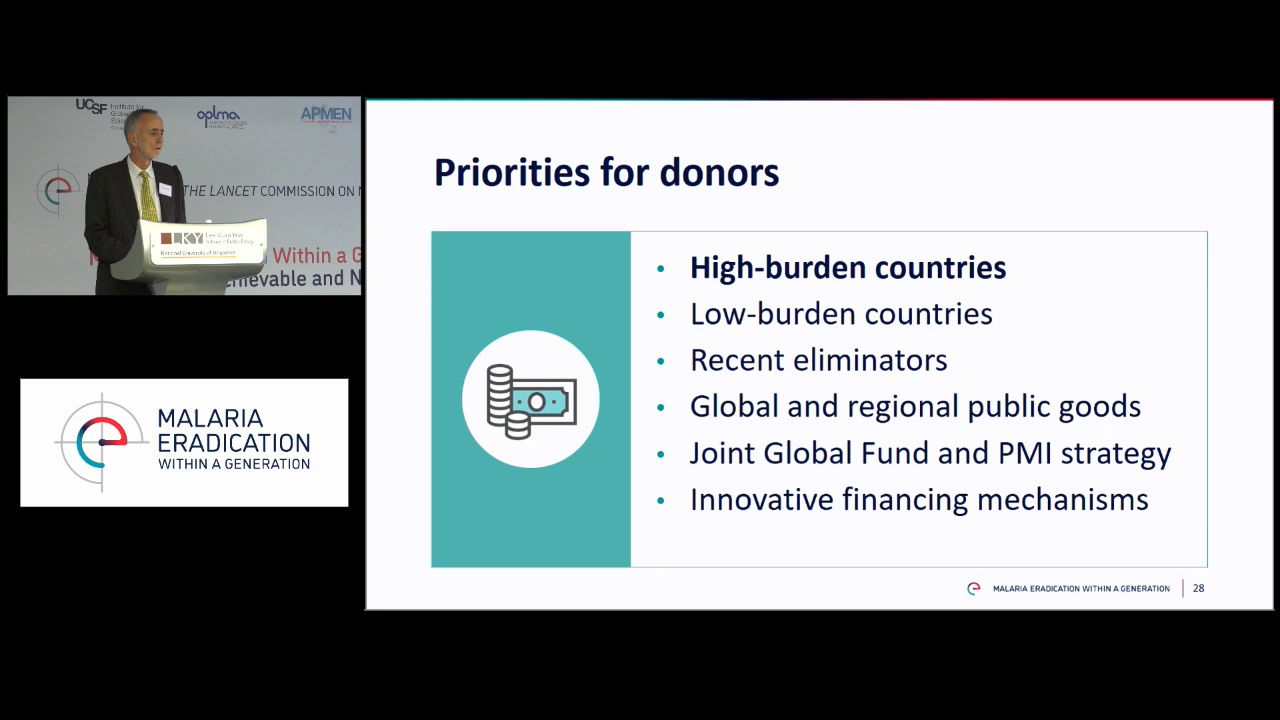 UCSF
Institute for
Global
aplma
APMEN
THE LANCET COMMISSION ON
Within a G
hievable and N
LKY
Lee Kuan Yew
School of Public Policy
National University of Singapore
MALARIA
ERADICATION
WITHIN A GENERATION
Priorities for donors
• High-burden countries
• Low-burden countries
• Recent eliminators
• Global and regional public goods
• Joint Global Fund and PMI strategy
• Innovative financing mechanisms
MALARIA ERADICATION WITHIN A GENERATION
28